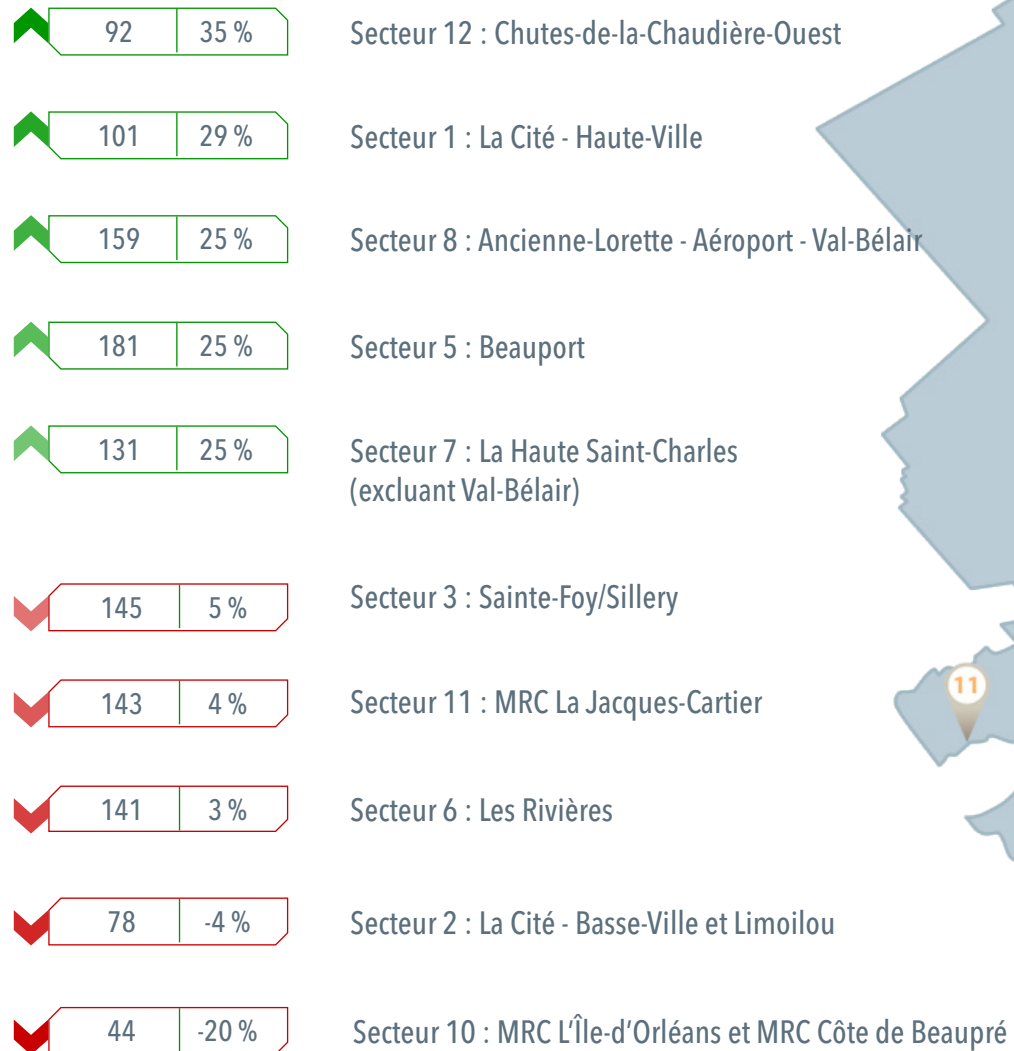 92 35 % Secteur 12 : Chutes-de-la-Chaudière-Ouest
101 29 % Secteur 1 : La Cité - Haute-Ville
159 25 % Secteur 8 : Ancienne-Lorette - Aéroport - Val-Bélair
181 25 % Secteur 5 : Beauport
131 25 % Secteur 7 : La Haute Saint-Charles
(excluant Val-Bélair)
145 5 % Secteur 3 : Sainte-Foy/Sillery
11
143 4 % Secteur 11 : MRC La Jacques-Cartier
141 3 % Secteur 6 : Les Rivières
78 -4 % Secteur 2 : La Cité - Basse-Ville et Limoilou
44 -20 % Secteur 10 : MRC L’Île-d’Orléans et MRC Côte de Beaupré